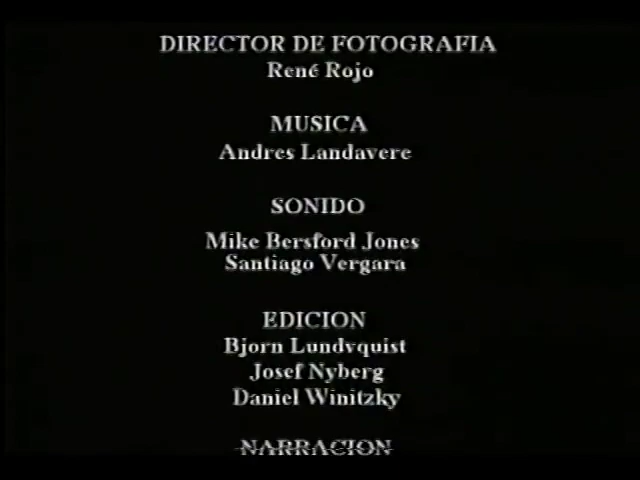 DIRECTOR DE FOTOGRAFIA
René Rojo
MUSICA
Andres Landavere
SONIDO
Mike Bersford Jones
Santiago Vergara
EDICION
Bjorn Lundvquist
Josef Nyberg
Daniel Winitzky
NARRACION